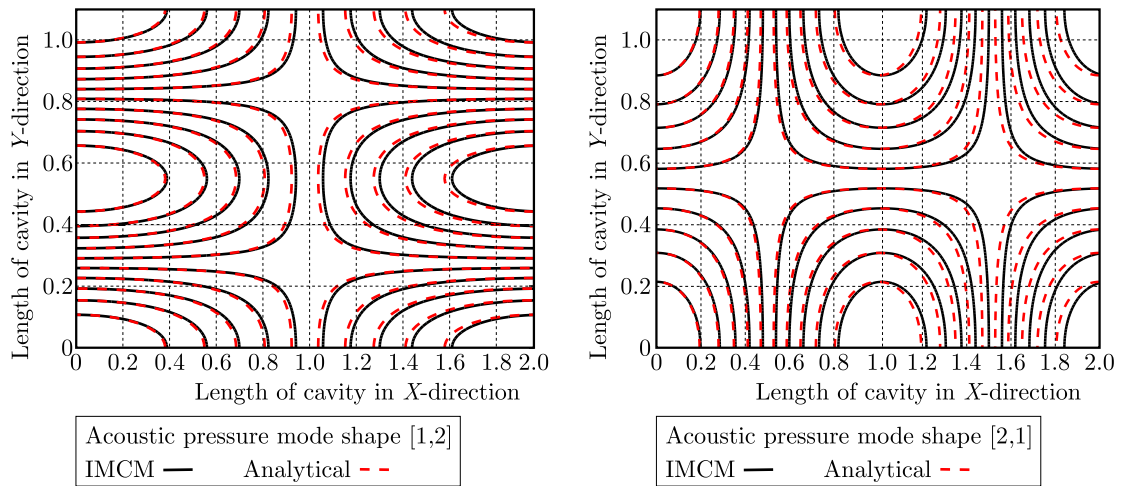 Length of cavity in Y-direction
1.0
0.8
0.6
0.4
0.2
0
0 0.2 0.4 0.6 0.8 1.0 1.2 1.4 1.6 1.8 2.0
Length of cavity in X-direction
Acoustic pressure mode shape [1,2]
IMCM Analytical
Length of cavity in Y-direction
1.0
0.8
0.6
0.4
0.2
0
0 0.2 0.4 0.6 0.8 1.0 1.2 1.4 1.6 1.8 2.0
Length of cavity in X-direction
Acoustic pressure mode shape [2,1]
IMCM Analytical